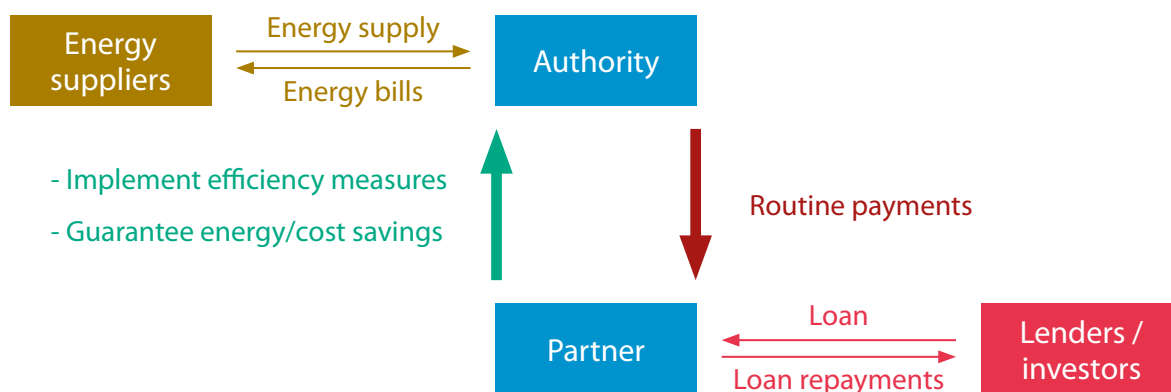 Energy
suppliers
Energy supply
Energy bills
Authority
- Implement efficiency measures
- Guarantee energy/cost savings
Routine payments
Partner
Loan
Loan repayments
Lenders /
investors